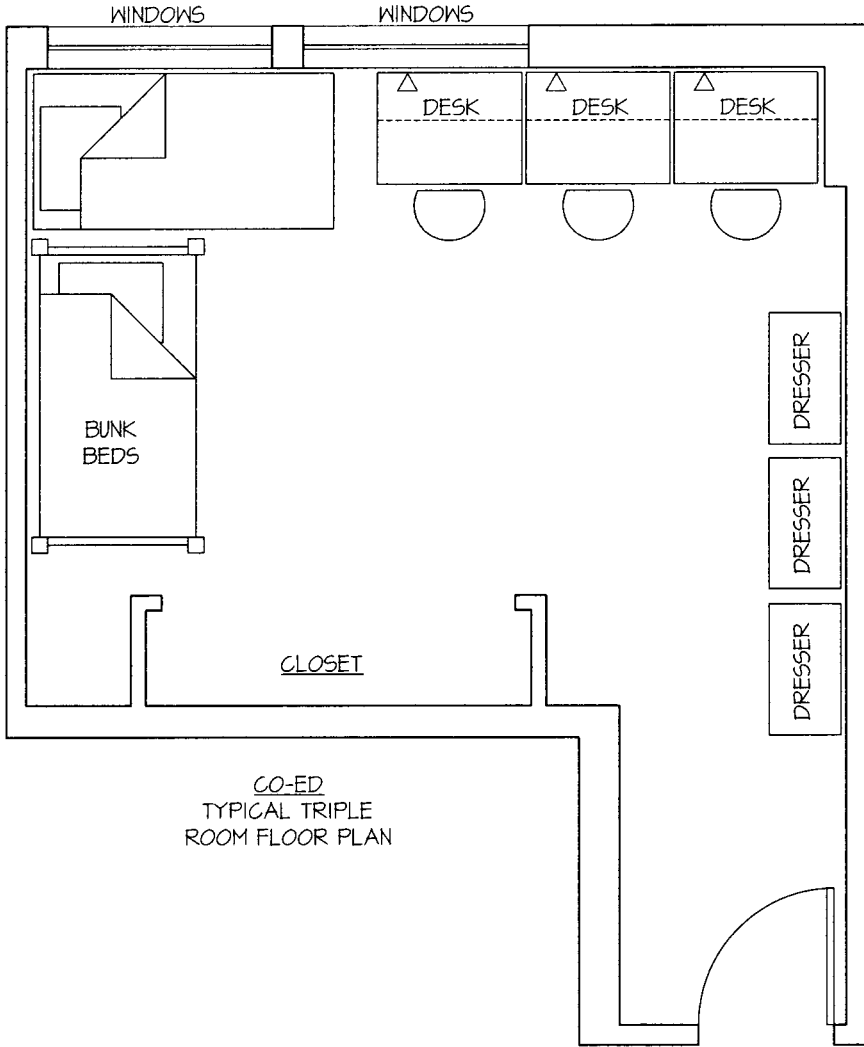 WINDOWS
WINDOWS
DESK
DESK
DESK
DRESSER
BUNK
BEDS
DRESSER
DRESSER
CLOSET
CO-ED
TYPICAL TRIPLE
ROOM FLOOR PLAN